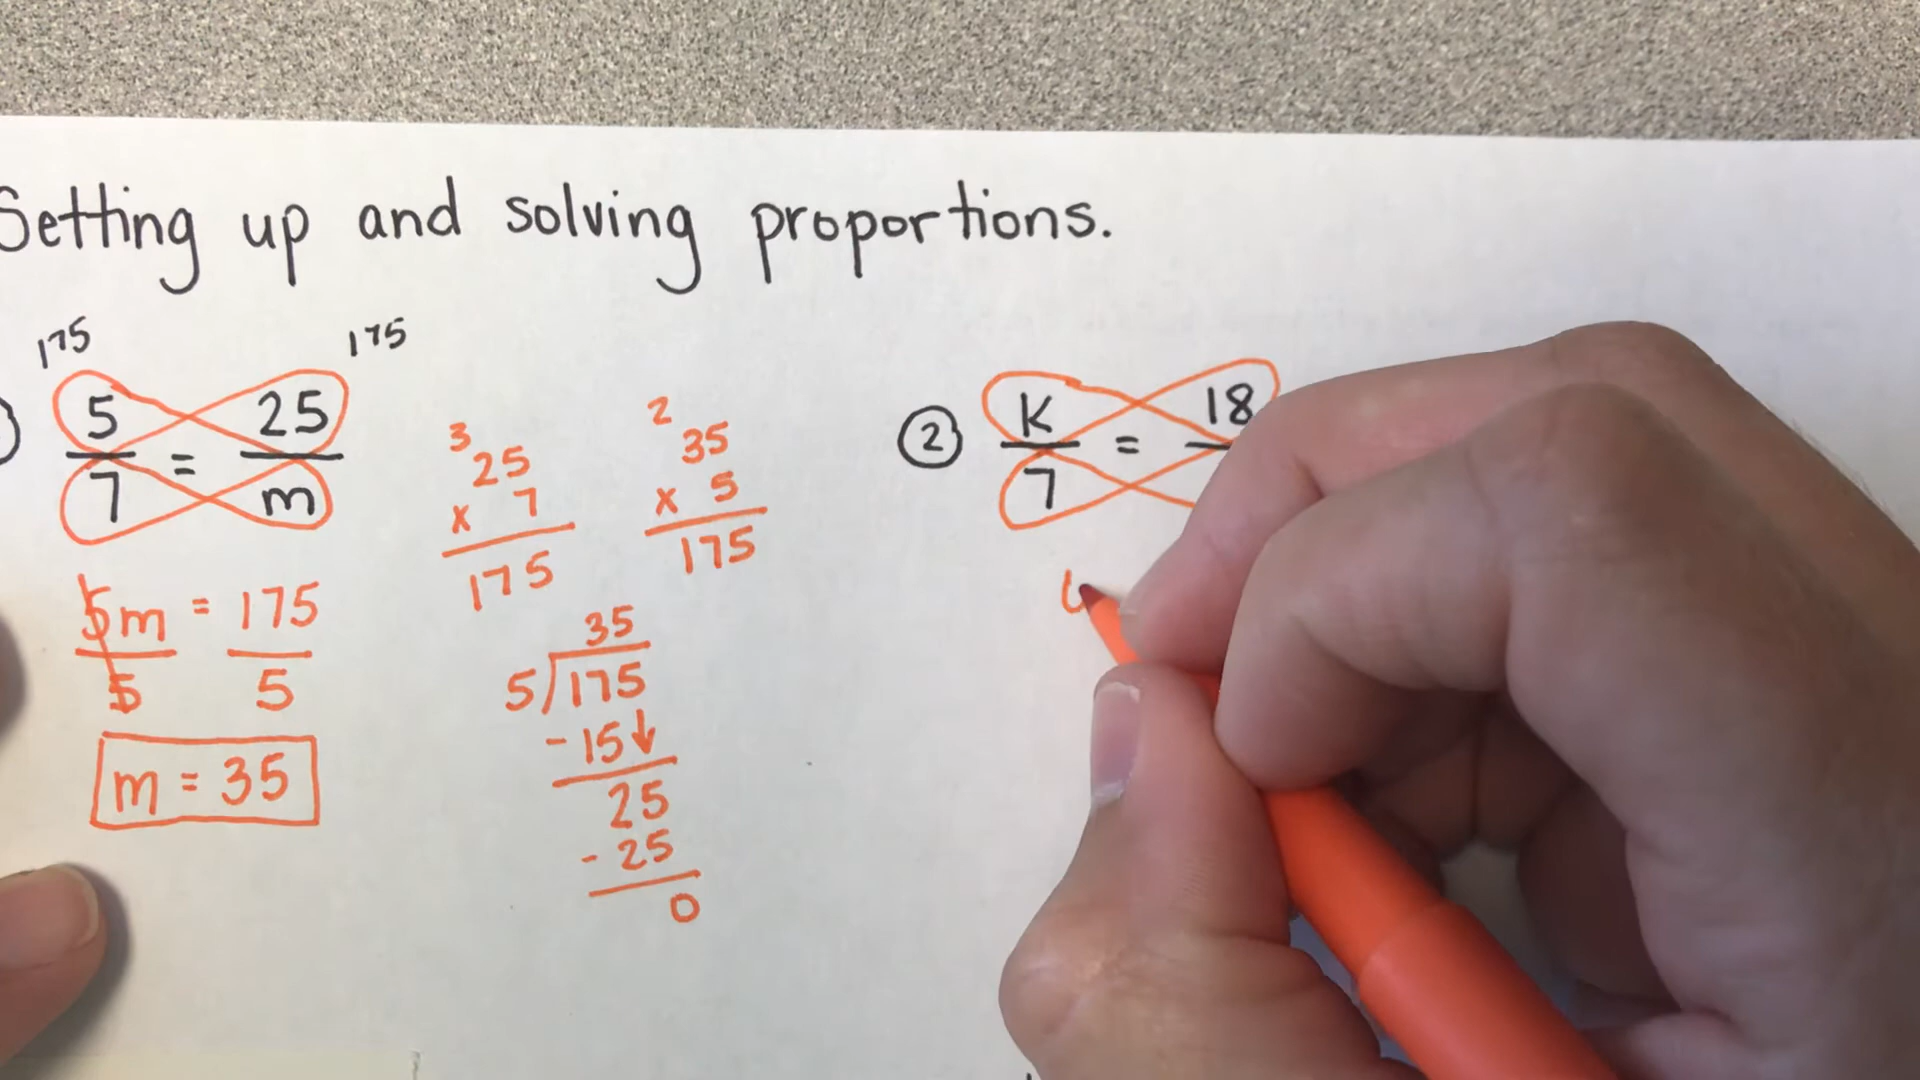 Setting up and solving proportions.
175 175
5/7 = 25/m
5m/5 = 175/5
m = 35
3
25
x 7
175
2
35
x 5
175
35
5)175
-15↓
25
-25
0
② K/7 = 18